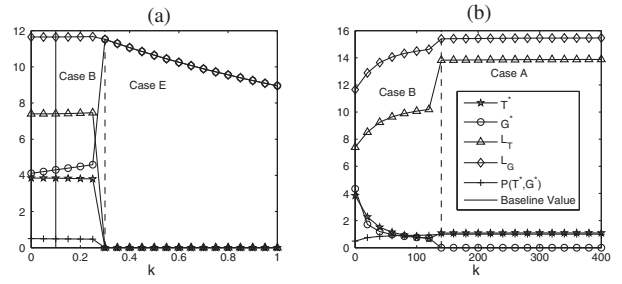 (a)
12
10
8
6
4
2
0
Case B
Case E
0
0.2
0.4
0.6
0.8
1
k
(b)
16
14
12
10
8
6
4
2
0
Case B
Case A
T*
G*
L_T
L_G
P(T*,G*)
Baseline Value
0
100
200
300
400
k